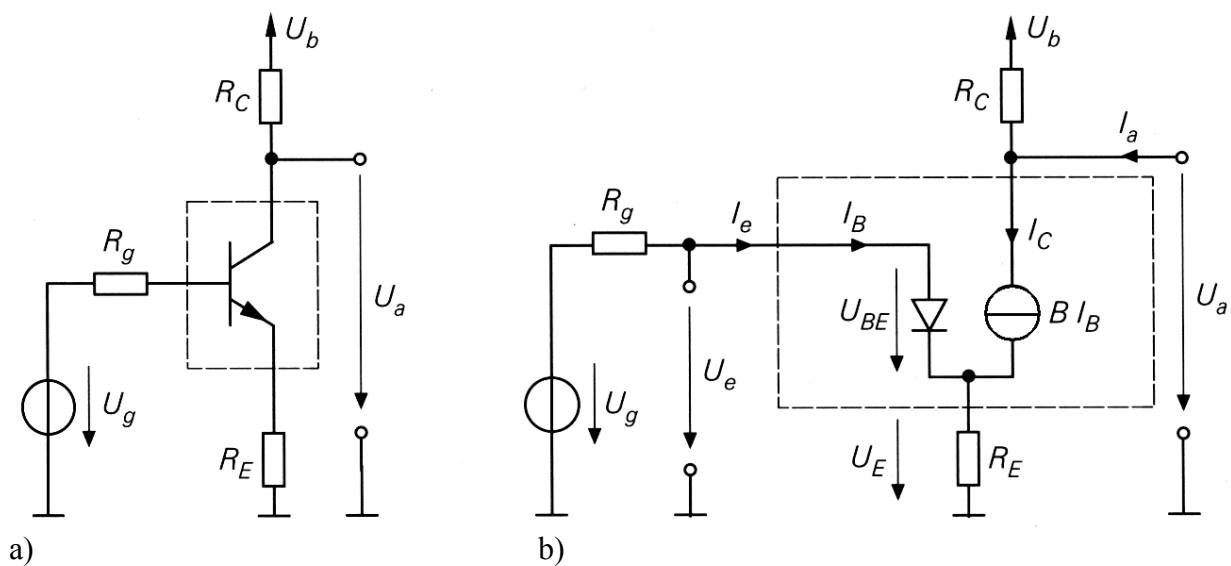 U_b
R_C
R_g
U_a
U_g
R_E
a)
U_b
R_C
I_a
R_g
I_e
I_B
I_C
U_BE
B I_B
U_a
U_e
U_g
U_E
R_E
b)